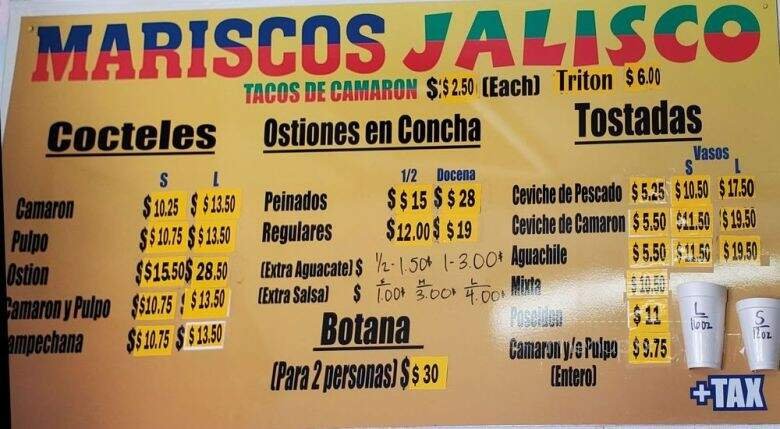 MARISCOS JALISCO
TACOS DE CAMARON $ $ 2.50 (Each) Triton $ 6.00
Cocteles
S L
Camaron $ $ 10.25 $ $ 13.50
Pulpo $ $ 10.75 $ $ 13.50
Ostion $ $15.50 $ 28.50
Camaron y Pulpo $ $10.75 $ $ 13.50
ampechana $ $ 10.75 $ $ 13.50
Ostiones en Concha
1/2 Docena
Peinados $ $ 15 $ $ 28
Regulares $12.00 $ $ 19
(Extra Aguacate) $ 1/2-1.50¢ 1-3.00¢
S M L
(Extra Salsa) $ 1.00¢ 3.00¢ 4.00¢
Botana
(Para 2 personas) $ $ 30
Tostadas
Vasos
S L
Ceviche de Pescado $ 5.25 $ 10.50 $ 17.50
Ceviche de Camaron $ 5.50 $11.50 $ 19.50
Aguachile $ 5.50 $11.50 $ 19.50
Mixta $ 10.50
Poseiden $ 11
Camaron y/o Pulpo $ 9.75
(Entero)
L
16oz
S
12oz
+TAX